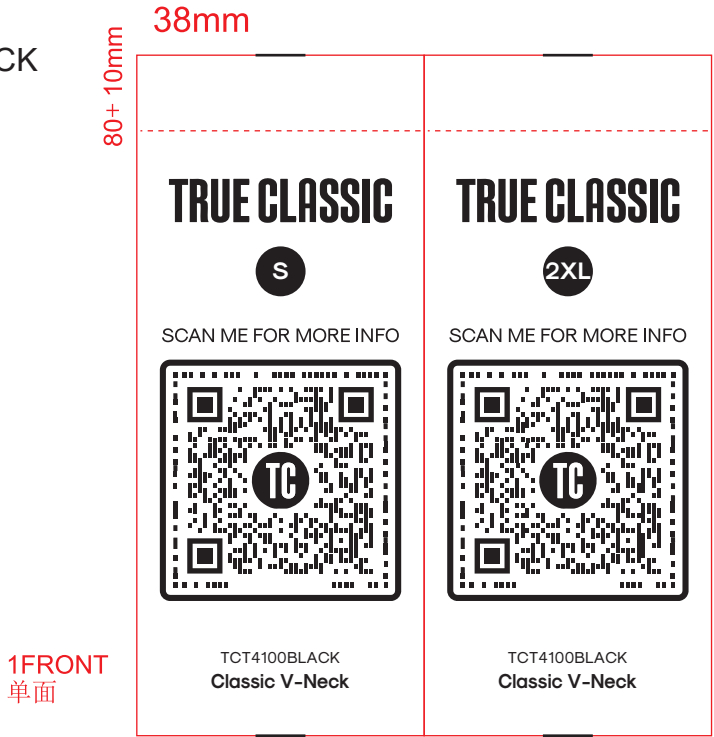 38mm
CK
80+ 10mm
TRUE CLASSIC
S
SCAN ME FOR MORE INFO
TC
TCT4100BLACK
Classic V-Neck
TRUE CLASSIC
2XL
SCAN ME FOR MORE INFO
TC
TCT4100BLACK
Classic V-Neck
1FRONT
单面